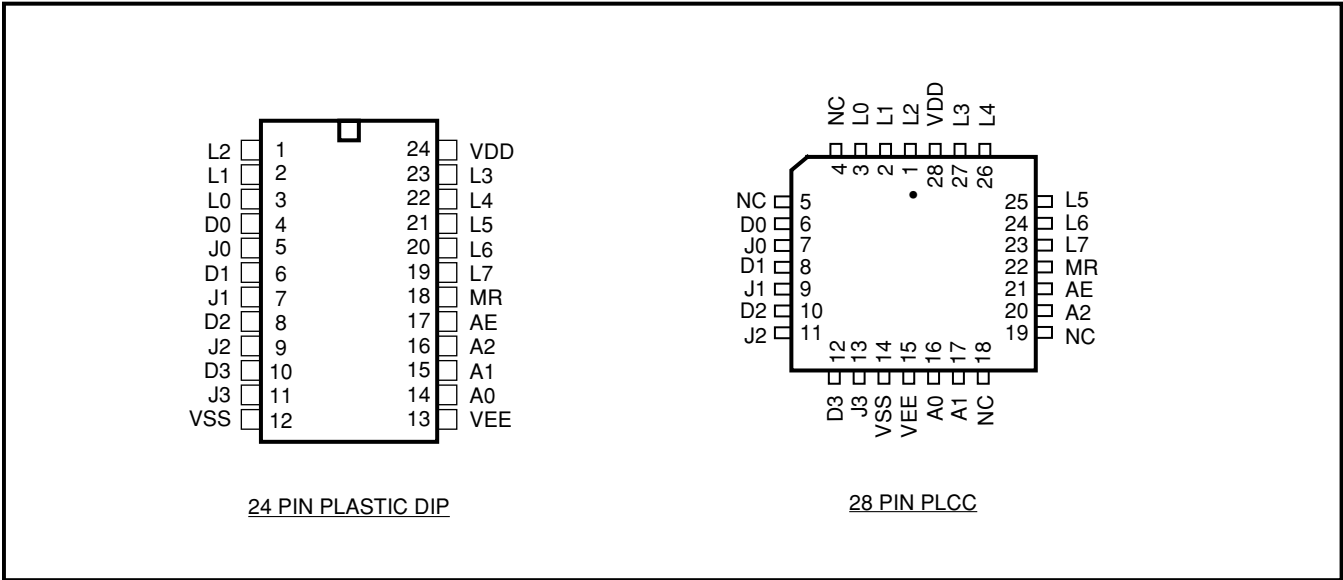 L2 1 24 VDD
L1 2 23 L3
L0 3 22 L4
D0 4 21 L5
J0 5 20 L6
D1 6 19 L7
J1 7 18 MR
D2 8 17 AE
J2 9 16 A2
D3 10 15 A1
J3 11 14 A0
VSS 12 13 VEE
24 PIN PLASTIC DIP
NC L0 L1 L2 VDD L3 L4
4 3 2 1 28 27 26
NC 5 25 L5
D0 6 24 L6
J0 7 23 L7
D1 8 22 MR
J1 9 21 AE
D2 10 20 A2
J2 11 19 NC
12 13 14 15 16 17 18
D3 J3 VSS VEE A0 A1 NC
28 PIN PLCC